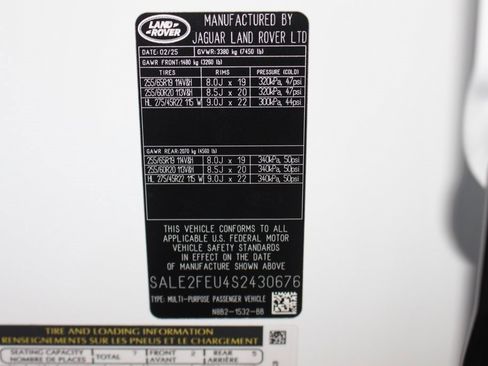 LAND
ROVER
MANUFACTURED BY
JAGUAR LAND ROVER LTD
DATE: 02/25 GVWR: 3380 kg (7450 lb)
GAWR FRONT: 1480 kg (3260 lb)
TIRES RIMS PRESSURE (COLD)
255/65R19 114V&H 8.0J x 19 320kPa, 47psi
255/60R20 113V&H 8.5J x 20 320kPa, 47psi
HL 275/45R22 115 W 9.0J x 22 300kPa, 44psi
GAWR REAR: 2070 kg (4560 lb)
255/65R19 114V&H 8.0J x 19 340kPa, 50psi
255/60R20 113V&H 8.5J x 20 340kPa, 50psi
HL 275/45R22 115 W 9.0J x 22 340kPa, 50psi
THIS VEHICLE CONFORMS TO ALL
APPLICABLE U.S. FEDERAL MOTOR
VEHICLE SAFETY STANDARDS
IN EFFECT ON THE DATE
OF MANUFACTURE SHOWN ABOVE
SALE2FEU4S2430676
TYPE: MULTI-PURPOSE PASSENGER VEHICLE
N8B2-1532-BB
TIRE AND LOADING INFORMATION
RENSEIGNEMENTS SUR LES PNEUS ET LE CHARGEMENT
SEATING CAPACITY TOTAL 7 FRONT 2 REAR 5
NOMBRE DE PLACES AVANT ARRIÈRE